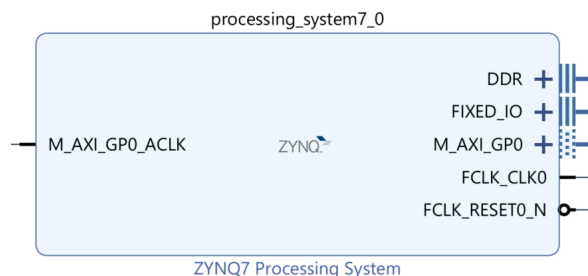 processing_system7_0
DDR
FIXED_IO
M_AXI_GP0_ACLK
ZYNQ
M_AXI_GP0
FCLK_CLK0
FCLK_RESET0_N
ZYNQ7 Processing System